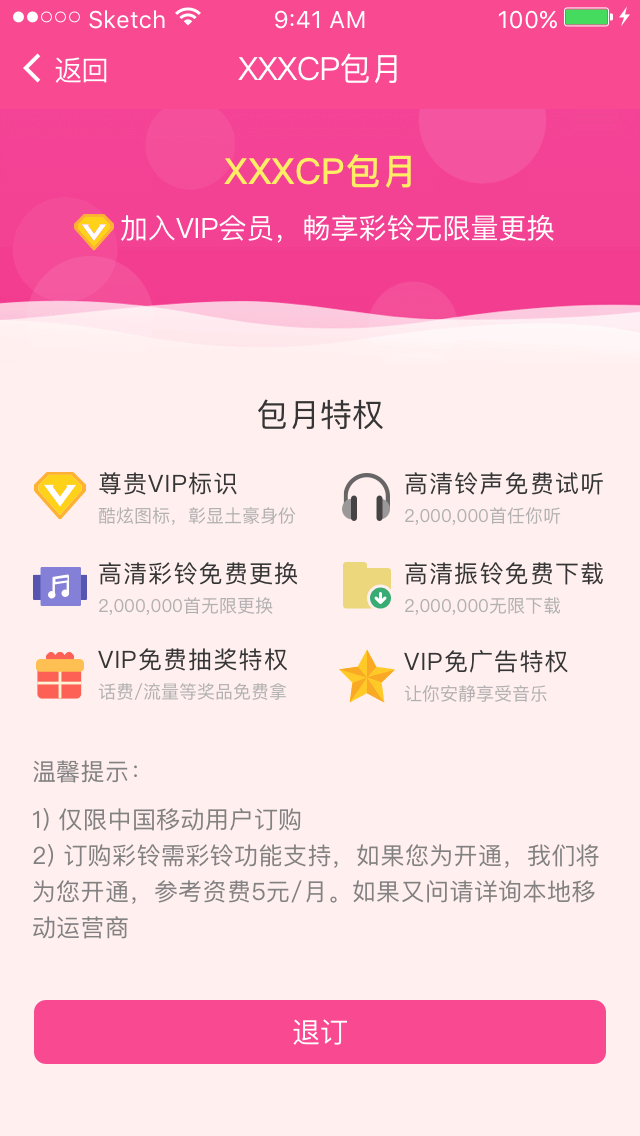 Sketch 9:41 AM 100%
返回 XXXCP包月
XXXCP包月
加入VIP会员，畅享彩铃无限量更换
包月特权
尊贵VIP标识
酷炫图标，彰显土豪身份
高清铃声免费试听
2,000,000首任你听
高清彩铃免费更换
2,000,000首无限更换
高清振铃免费下载
2,000,000无限下载
VIP免费抽奖特权
话费/流量等奖品免费拿
VIP免广告特权
让你安静享受音乐
温馨提示：
1) 仅限中国移动用户订购
2) 订购彩铃需彩铃功能支持，如果您为开通，我们将
为您开通，参考资费5元/月。如果又问请详询本地移
动运营商
退订